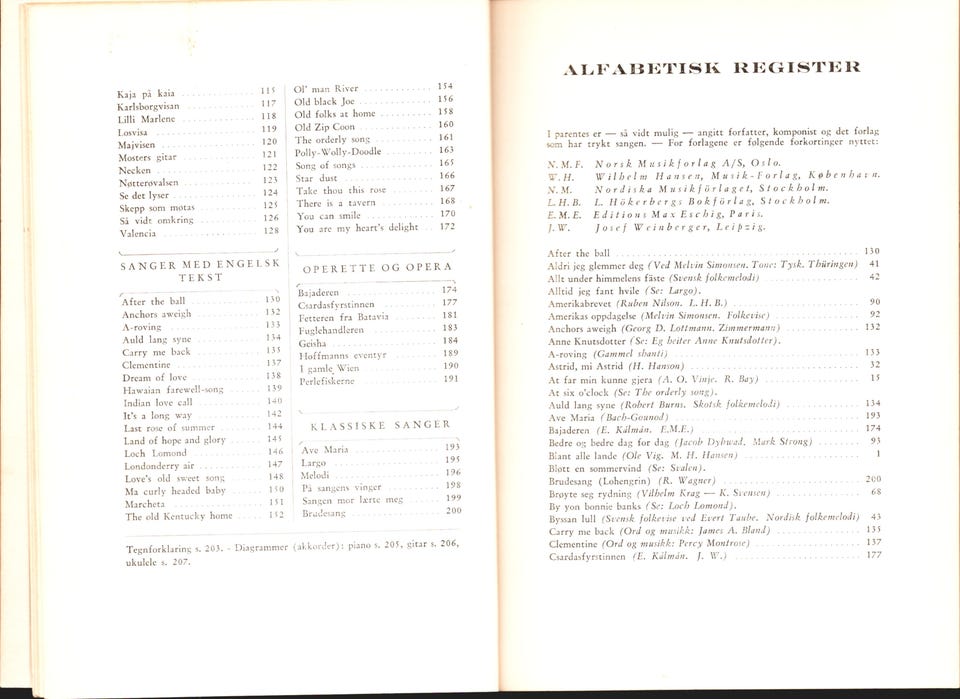 Kaja på kaia ............ 115
Karlsborgvisan ............ 117
Lilli Marlene ............ 118
Losvisa ............ 119
Majvisen ............ 120
Mosters gitar ............ 121
Necken ............ 122
Nøtterøvalsen ............ 123
Se det lyser ............ 124
Skepp som mötas ............ 125
Så vidt omkring ............ 126
Valencia ............ 128
SANGER MED ENGELSK
TEKST
After the ball ............ 130
Anchors aweigh ............ 132
A-roving ............ 133
Auld lang syne ............ 134
Carry me back ............ 135
Clementine ............ 137
Dream of love ............ 138
Hawaian farewell-song ............ 139
Indian love call ............ 140
It's a long way ............ 142
Last rose of summer ............ 144
Land of hope and glory ............ 145
Loch Lomond ............ 146
Londonderry air ............ 147
Love's old sweet song ............ 148
Ma curly headed baby ............ 150
Marcheta ............ 151
The old Kentucky home ............ 152
Ol' man River ............ 154
Old black Joe ............ 156
Old folks at home ............ 158
Old Zip Coon ............ 160
The orderly song ............ 161
Polly-Wolly-Doodle ............ 163
Song of songs ............ 165
Star dust ............ 166
Take thou this rose ............ 167
There is a tavern ............ 168
You can smile ............ 170
You are my heart's delight .. 172
OPERETTE OG OPERA
Bajaderen ............ 174
Csardasfyrstinnen ............ 177
Fetteren fra Batavia ............ 181
Fuglehandleren ............ 183
Geisha ............ 184
Hoffmanns eventyr ............ 189
I gamle Wien ............ 190
Perlefiskerne ............ 191
KLASSISKE SANGER
Ave Maria ............ 193
Largo ............ 195
Melodi ............ 196
På sangens vinger ............ 198
Sangen mor lærte meg ............ 199
Brudesang ............ 200
Tegnforklaring s. 203. - Diagrammer (akkorder): piano s. 205, gitar s. 206,
ukulele s. 207.
ALFABETISK REGISTER
I parentes er — så vidt mulig — angitt forfatter, komponist og det forlag
som har trykt sangen. — For forlagene er følgende forkortinger nyttet:
N. M. F. Norsk Musikforlag A/S, Oslo.
W. H. Wilhelm Hansen, Musik-Forlag, København.
N. M. Nordiska Musikförlaget, Stockholm.
L. H. B. L. Hökerbergs Bokförlag, Stockholm.
E. M. E. Editions Max Eschig, Paris.
J. W. Josef Weinberger, Leipzig.
After the ball ............ 130
Aldri jeg glemmer deg (Ved Melvin Simonsen. Tone: Tysk. Thüringen) 41
Allt under himmelens fäste (Svensk folkemelodi) ............ 42
Alltid jeg fant hvile (Se: Largo).
Amerikabrevet (Ruben Nilson. L. H. B.) ............ 90
Amerikas oppdagelse (Melvin Simonsen. Folkevise) ............ 92
Anchors aweigh (Georg D. Lottmann. Zimmermann) ............ 132
Anne Knutsdotter (Se: Eg heiter Anne Knutsdotter).
A-roving (Gammel shanti) ............ 133
Astrid, mi Astrid (H. Hanson) ............ 32
At far min kunne gjera (A. O. Vinje. R. Bay) ............ 15
At six o'clock (Se: The orderly song).
Auld lang syne (Robert Burns. Skotsk folkemelodi) ............ 134
Ave Maria (Bach-Gounod) ............ 193
Bajaderen (E. Kálmán. E.M.E.) ............ 174
Bedre og bedre dag for dag (Jacob Dybwad. Mark Strong) ............ 93
Blant alle lande (Ole Vig. M. H. Hansen) ............ 1
Bløtt en sommervind (Se: Svalen).
Brudesang (Lohengrin) (R. Wagner) ............ 200
Brøyte seg rydning (Vilhelm Krag — K. Svensen) ............ 68
By yon bonnie banks (Se: Loch Lomond).
Byssan lull (Svensk folkevise ved Evert Taube. Nordisk folkemelodi) 43
Carry me back (Ord og musikk: James A. Bland) ............ 135
Clementine (Ord og musikk: Percy Montrose) ............ 137
Csardasfyrstinnen (E. Kálmán. J. W.) ............ 177